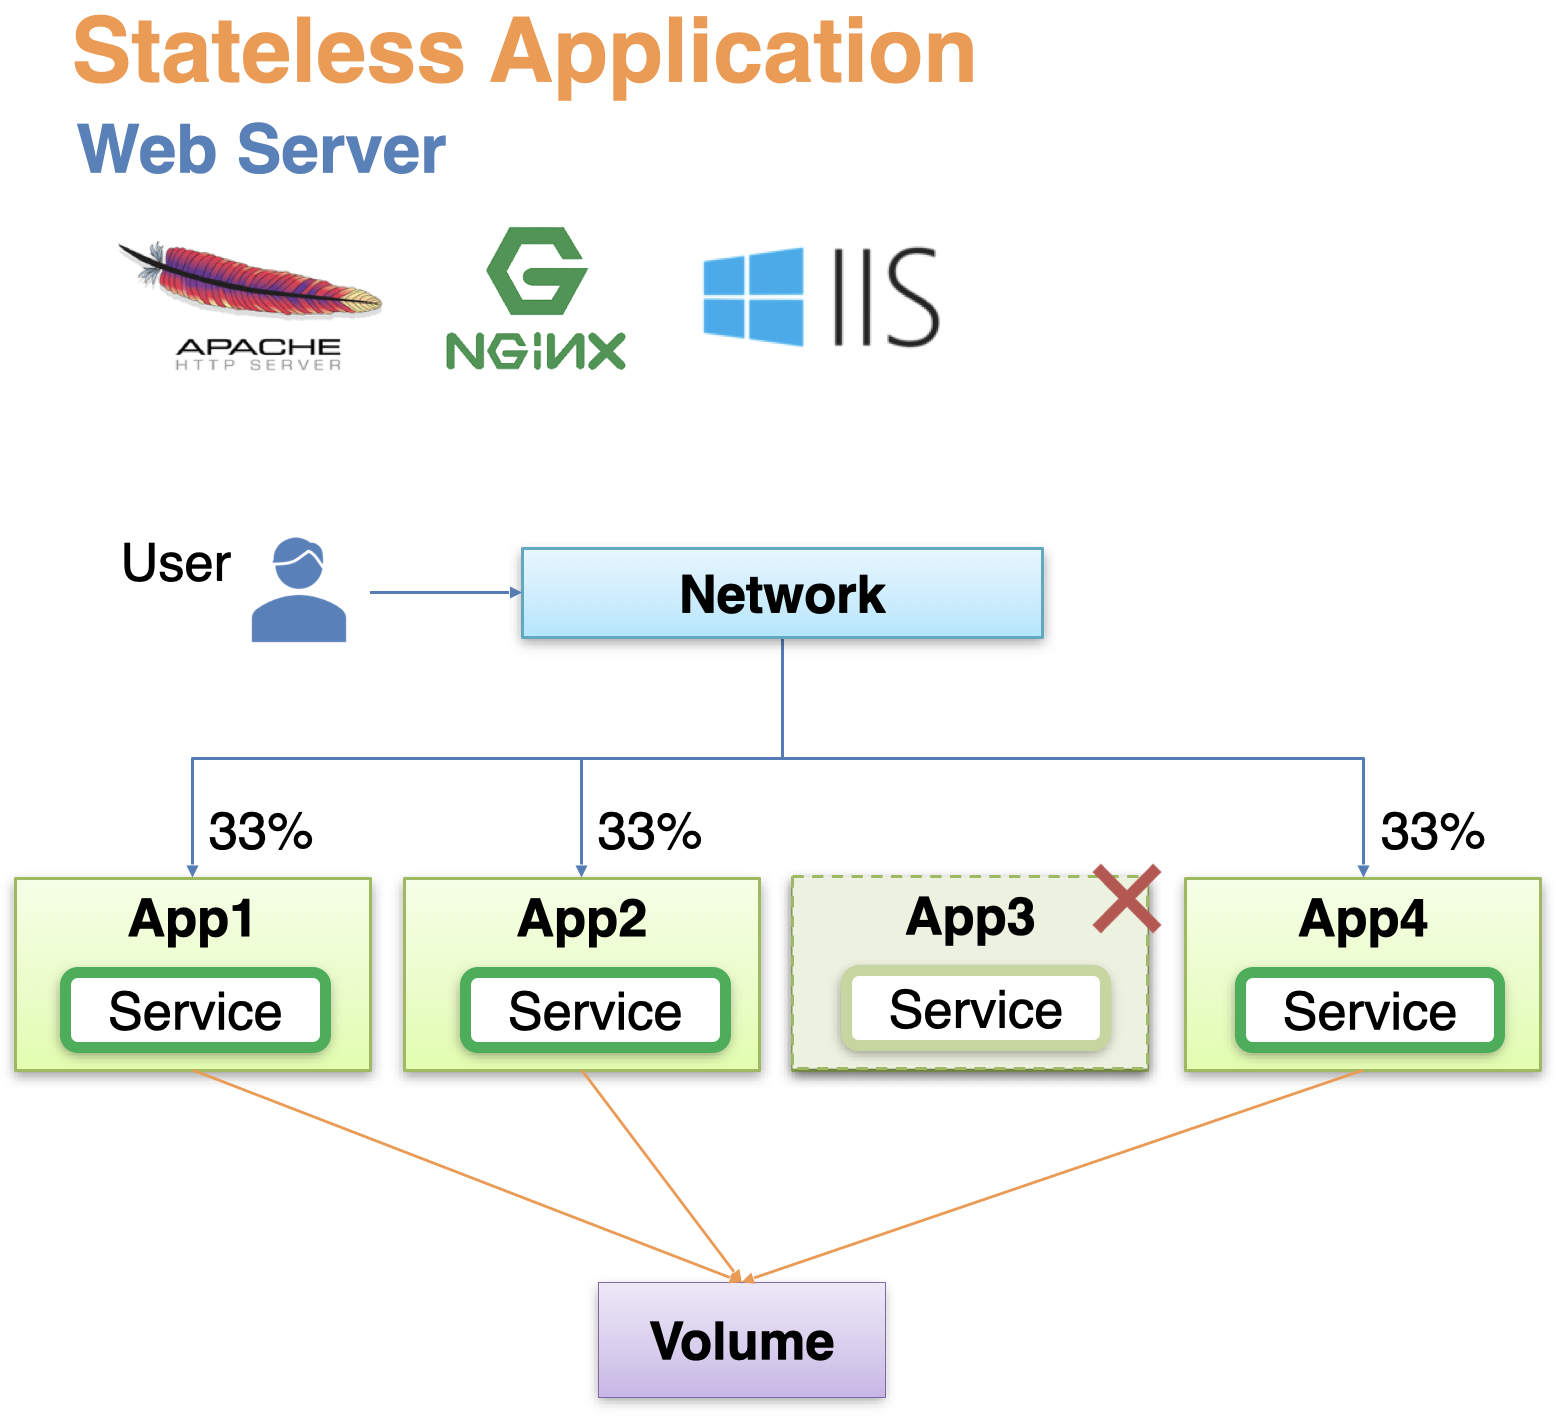 Stateless Application
Web Server
APACHE
HTTP SERVER
NGiNX
IIS
User
Network
33%
33%
33%
App1
App2
App3
App4
Service
Service
Service
Service
Volume